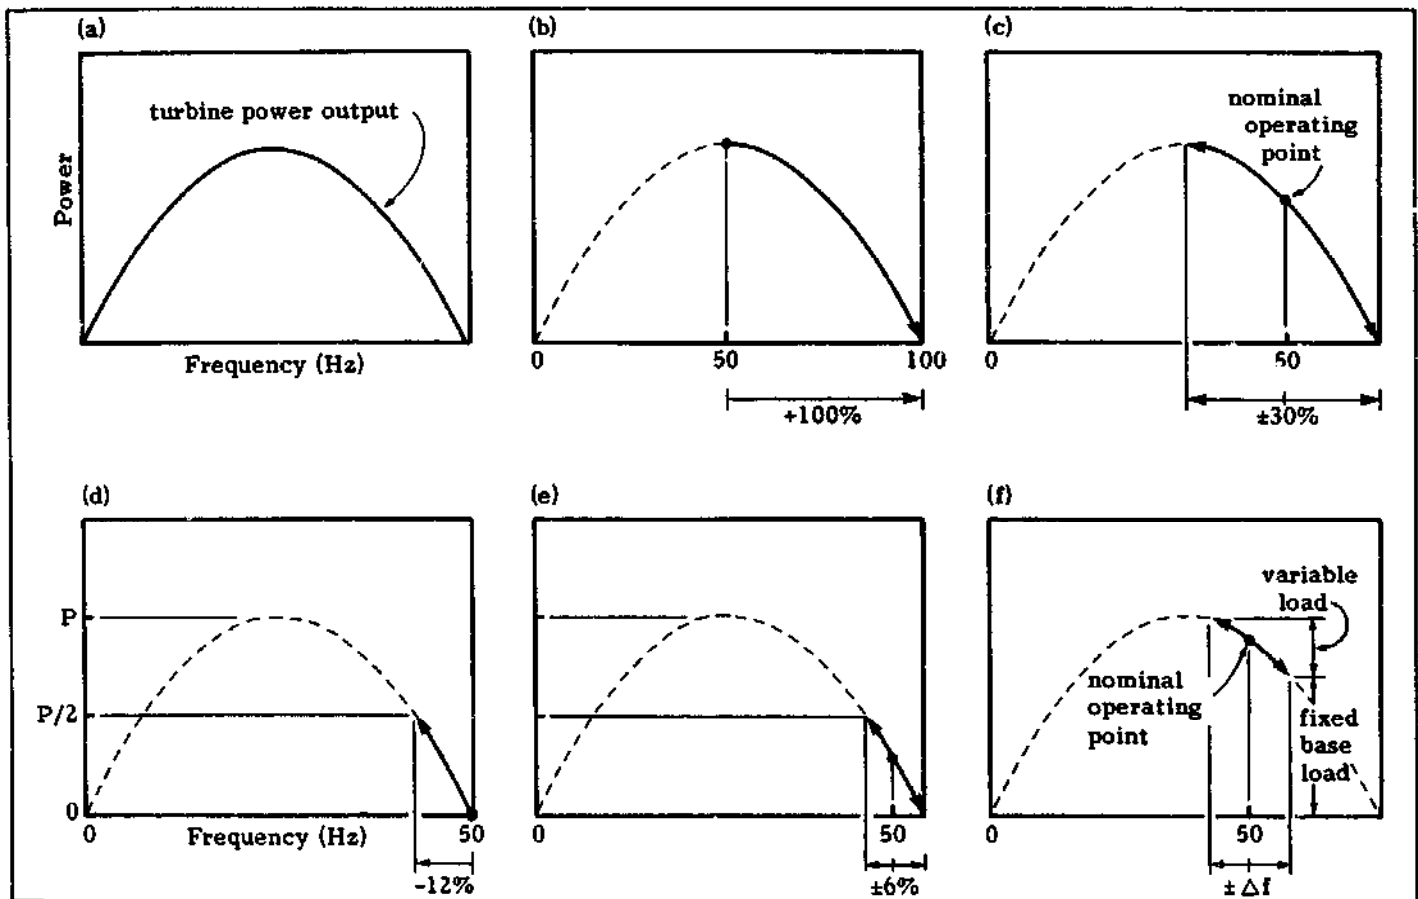 (a)
turbine power output
Power
Frequency (Hz)
(b)
0
50
100
+100%
(c)
nominal
operating
point
0
50
±30%
(d)
P
P/2
0
0
Frequency (Hz)
50
-12%
(e)
0
50
±6%
(f)
variable
load
nominal
operating
point
fixed
base
load
0
50
± △f